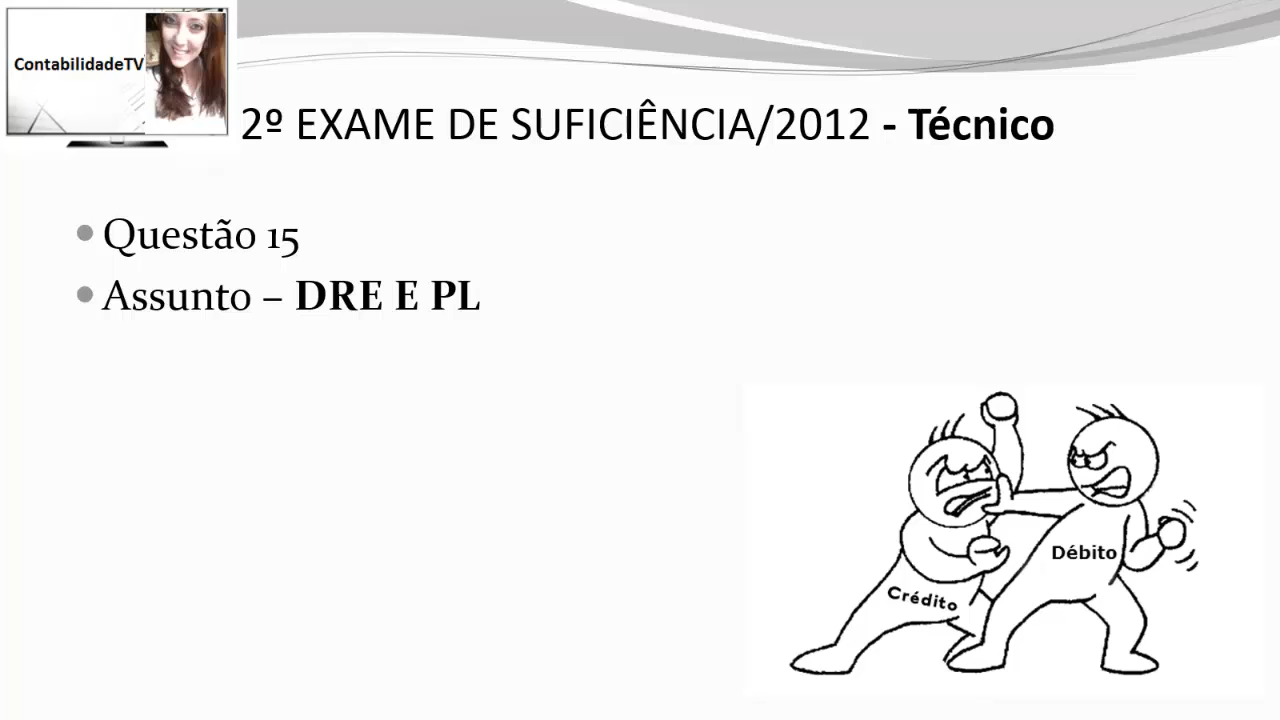 ContabilidadeTV
2º EXAME DE SUFICIÊNCIA/2012 - Técnico
Questão 15
Assunto – DRE E PL
Débito
Crédito